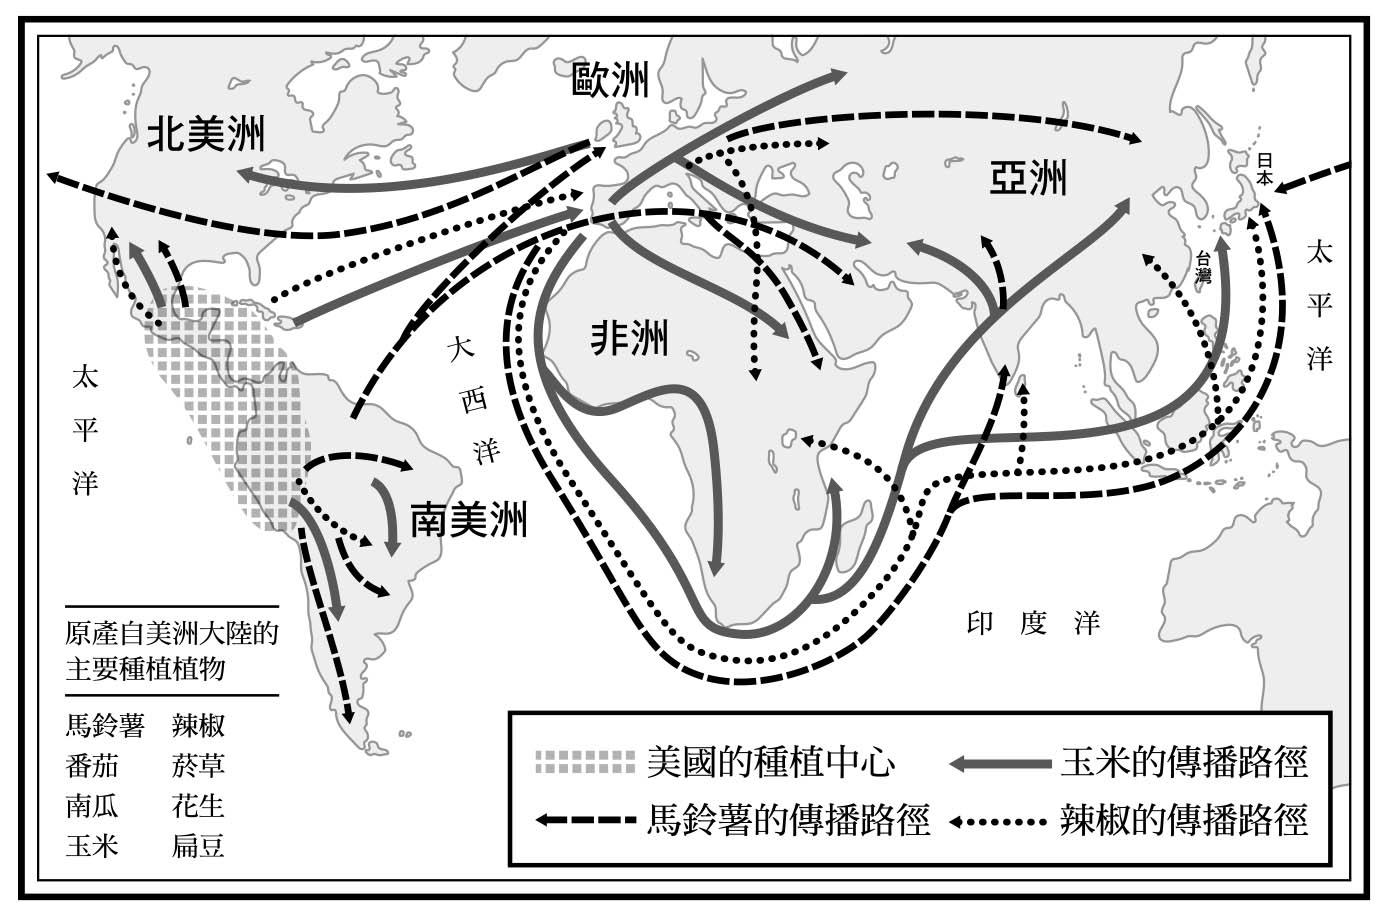 歐洲
北美洲
亞洲
日本
台灣
太平洋
非洲
大西洋
太平洋
南美洲
印度洋
原產自美洲大陸的
主要種植植物
馬鈴薯 辣椒
番茄 菸草
南瓜 花生
玉米 扁豆
美國的種植中心
玉米的傳播路徑
馬鈴薯的傳播路徑
辣椒的傳播路徑